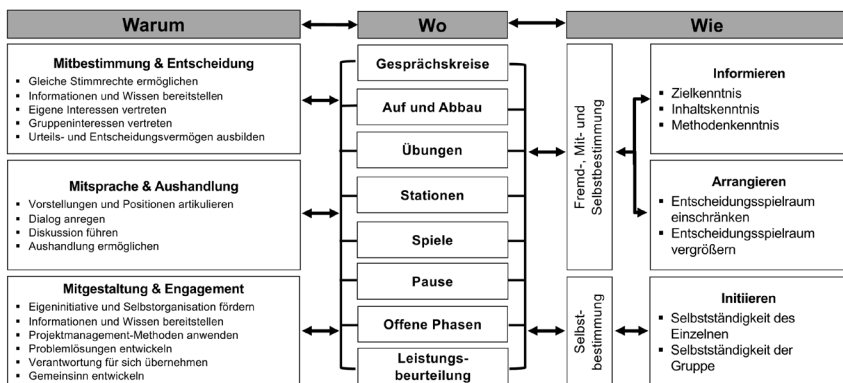 Warum
Wo
Wie
Mitbestimmung & Entscheidung
Gleiche Stimmrechte ermöglichen
Informationen und Wissen bereitstellen
Eigene Interessen vertreten
Gruppeninteressen vertreten
Urteils- und Entscheidungsvermögen ausbilden
Mitsprache & Aushandlung
Vorstellungen und Positionen artikulieren
Dialog anregen
Diskussion führen
Aushandlung ermöglichen
Mitgestaltung & Engagement
Eigeninitiative und Selbstorganisation fördern
Informationen und Wissen bereitstellen
Projektmanagement-Methoden anwenden
Problemlösungen entwickeln
Verantwortung für sich übernehmen
Gemeinsinn entwickeln
Gesprächskreise
Auf und Abbau
Übungen
Stationen
Spiele
Pause
Offene Phasen
Leistungs-
beurteilung
Fremd-, Mit- und
Selbstbestimmung
Selbst-
bestimmung
Informieren
Zielkenntnis
Inhaltskenntnis
Methodenkenntnis
Arrangieren
Entscheidungsspielraum
einschränken
Entscheidungsspielraum
vergrößern
Initiieren
Selbstständigkeit des
Einzelnen
Selbstständigkeit der
Gruppe